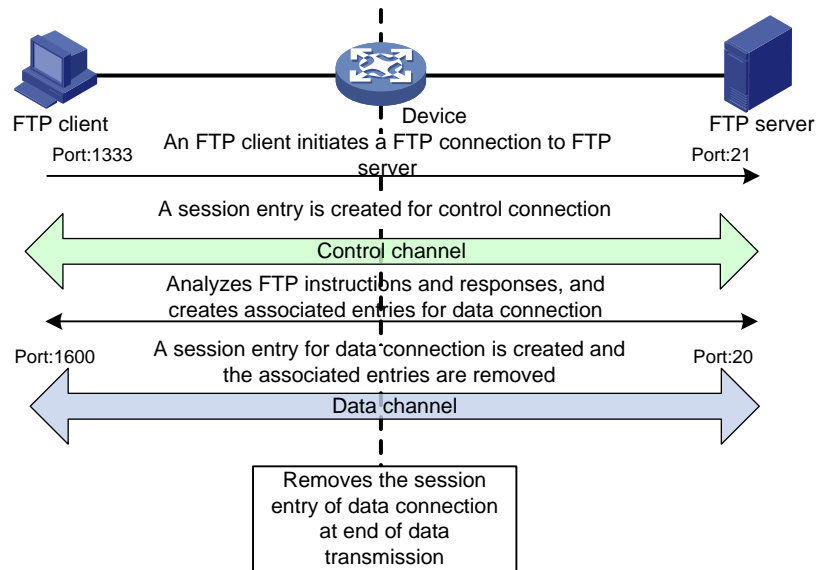 FTP client
Device
FTP server
An FTP client initiates a FTP connection to FTP
server
Port:1333
Port:21
A session entry is created for control connection
Control channel
Analyzes FTP instructions and responses, and
creates associated entries for data connection
Port:1600
A session entry for data connection is created and
the associated entries are removed
Port:20
Data channel
Removes the session
entry of data connection
at end of data
transmission